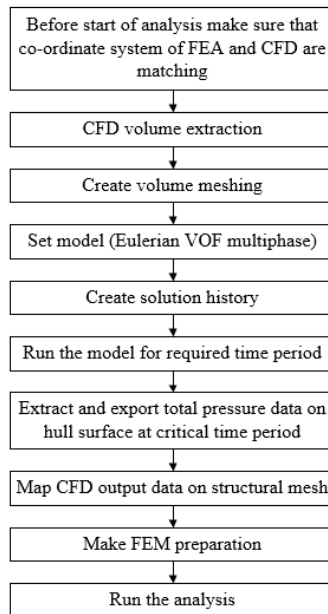 Before start of analysis make sure that
co-ordinate system of FEA and CFD are
matching
CFD volume extraction
Create volume meshing
Set model (Eulerian VOF multiphase)
Create solution history
Run the model for required time period
Extract and export total pressure data on
hull surface at critical time period
Map CFD output data on structural mesh
Make FEM preparation
Run the analysis